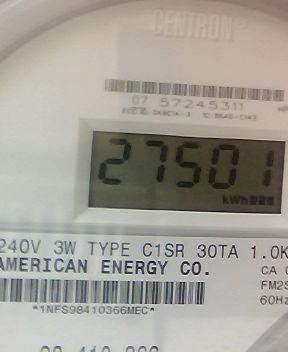 CENTRON®
07 57245311
27501
kWh
240V 3W TYPE C1SR 30TA 1.0K
AMERICAN ENERGY CO.
CA
FM2S
60Hz
*1NFS98410366MEC*